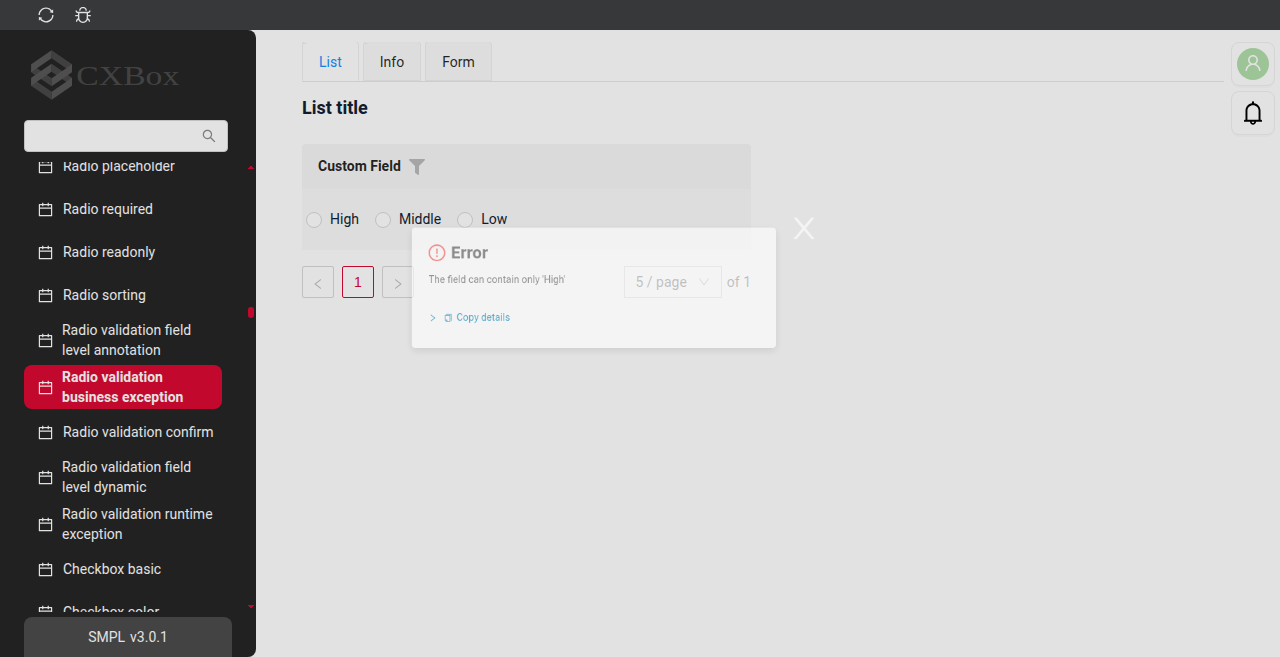 CXBox
Radio placeholder
Radio required
Radio readonly
Radio sorting
Radio validation field
level annotation
Radio validation
business exception
Radio validation confirm
Radio validation field
level dynamic
Radio validation runtime
exception
Checkbox basic
Checkbox color
SMPL v3.0.1
List
Info
Form
List title
Custom Field
High
Middle
Low
1
5 / page
of 1
Error
The field can contain only 'High'
Copy details